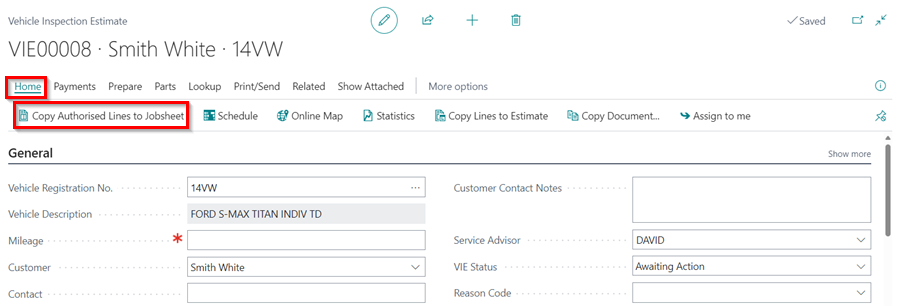 Vehicle Inspection Estimate
Saved
VIE00008 · Smith White · 14VW
Home Payments Prepare Parts Lookup Print/Send Related Show Attached More options
Copy Authorised Lines to Jobsheet Schedule Online Map Statistics Copy Lines to Estimate Copy Document... Assign to me
General Show more
Vehicle Registration No. 14VW ...
Customer Contact Notes
Vehicle Description FORD S-MAX TITAN INDIV TD
Mileage *
Service Advisor DAVID
Customer Smith White
VIE Status Awaiting Action
Contact
Reason Code